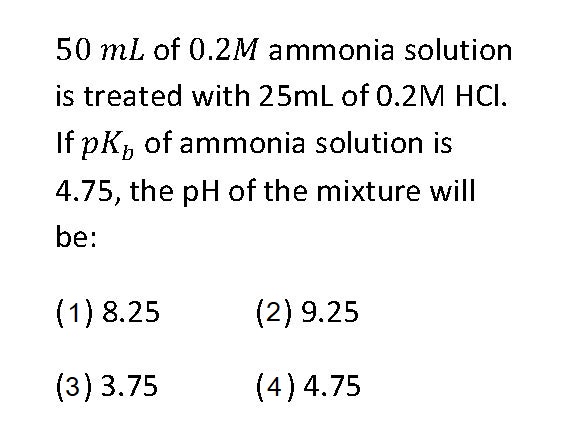 50 mL of 0.2M ammonia solution
is treated with 25mL of 0.2M HCl.
If pK_b of ammonia solution is
4.75, the pH of the mixture will
be:
(1) 8.25 (2) 9.25
(3) 3.75 (4) 4.75